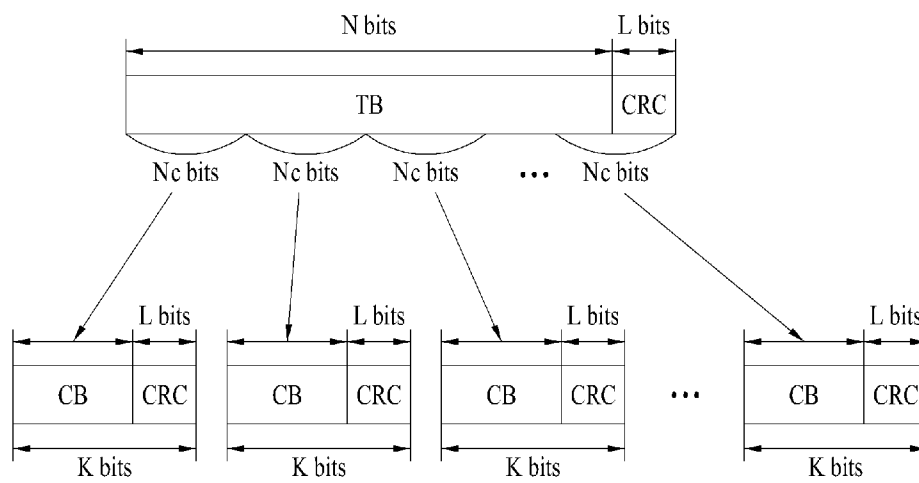 N bits L bits
TB CRC
Nc bits Nc bits Nc bits ... Nc bits
L bits L bits L bits L bits
CB CRC CB CRC CB CRC ... CB CRC
K bits K bits K bits K bits